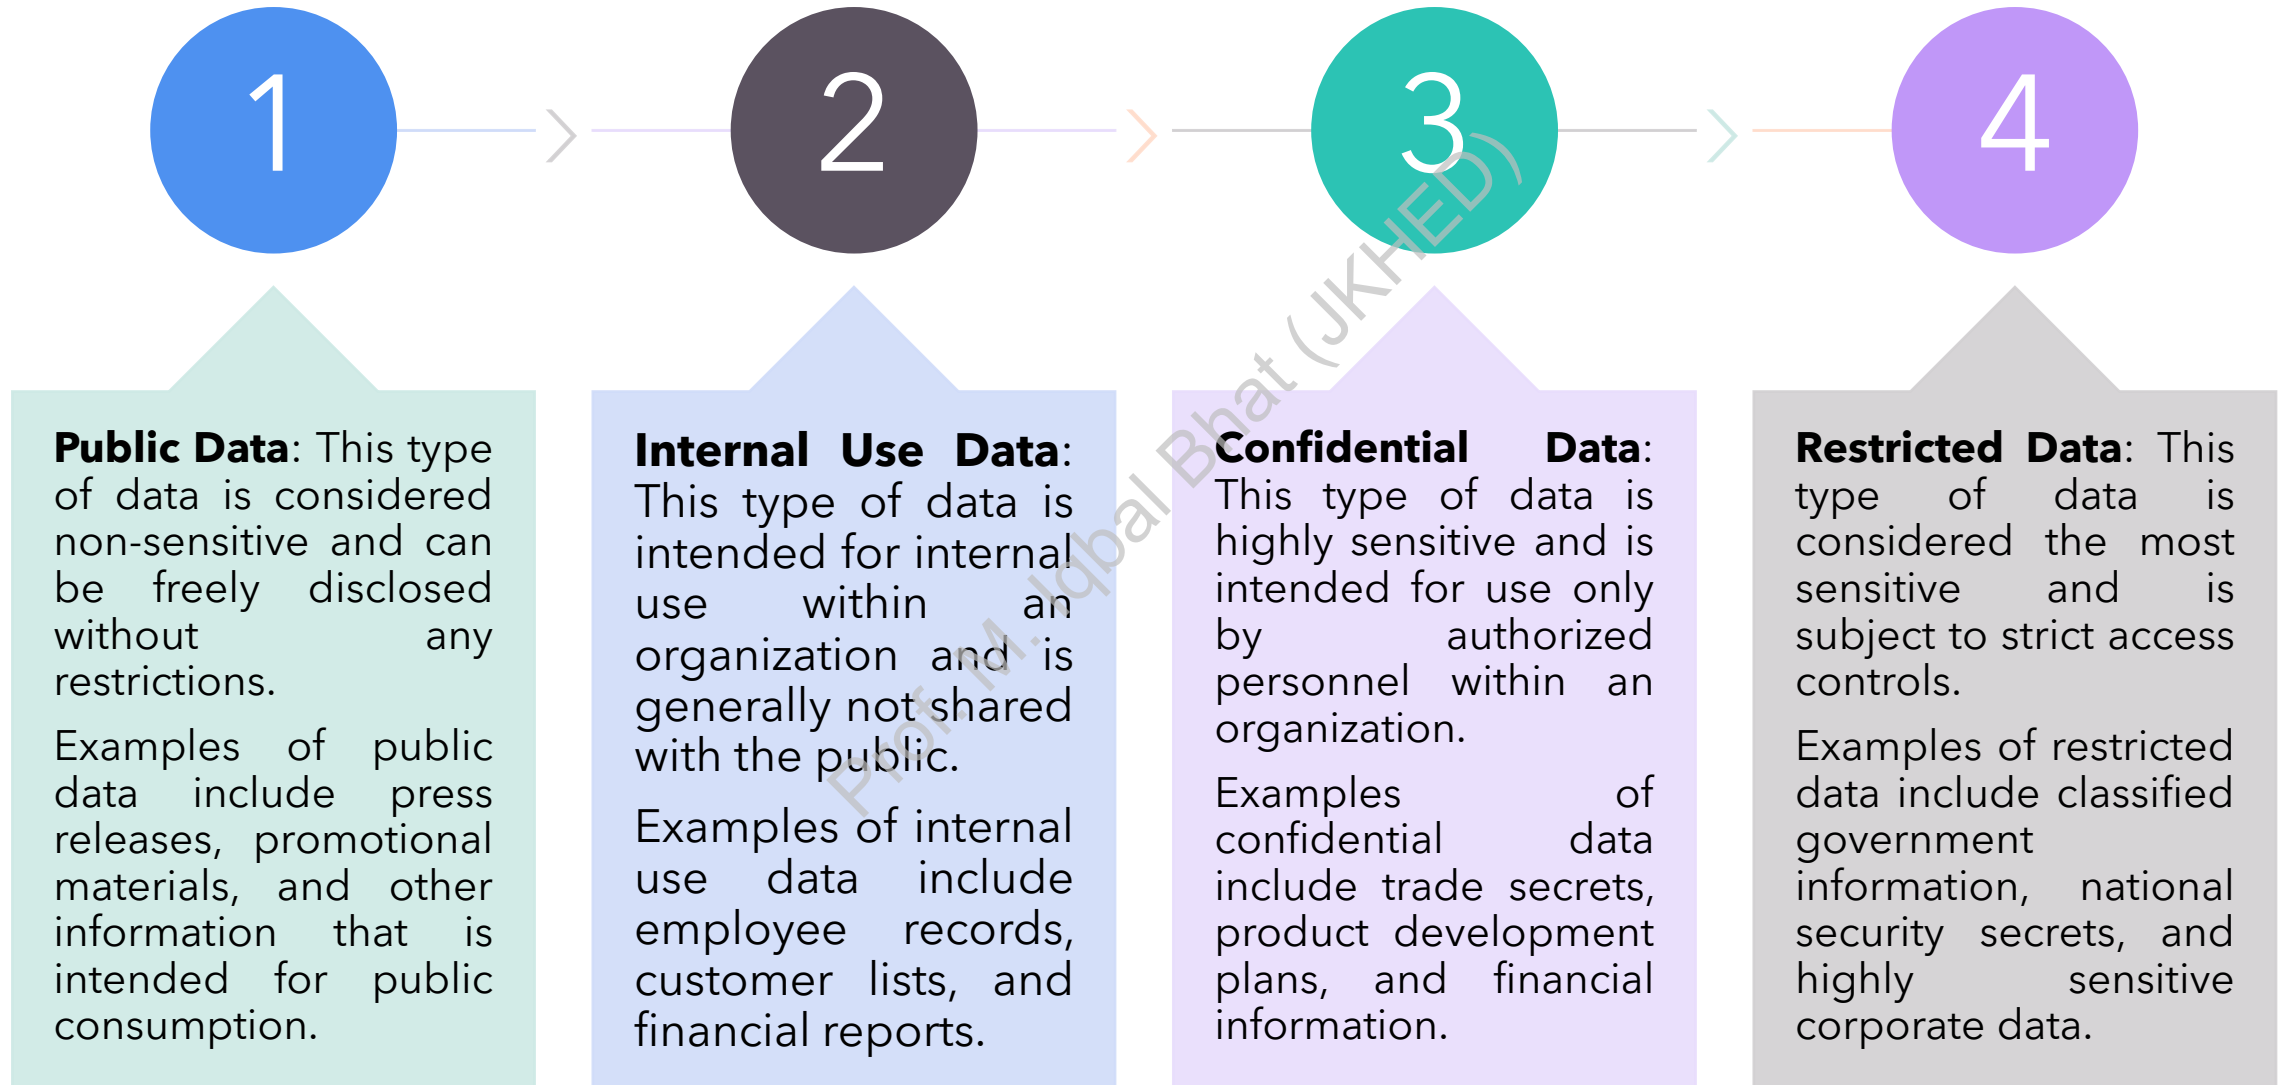 1
2
3
4
Public Data: This type
of data is considered
non-sensitive and can
be freely disclosed
without any
restrictions.
Examples of public
data include press
releases, promotional
materials, and other
information that is
intended for public
consumption.
Internal Use Data:
This type of data is
intended for internal
use within an
organization and is
generally not shared
with the public.
Examples of internal
use data include
employee records,
customer lists, and
financial reports.
Confidential Data:
This type of data is
highly sensitive and is
intended for use only
by authorized
personnel within an
organization.
Examples of
confidential data
include trade secrets,
product development
plans, and financial
information.
Restricted Data: This
type of data is
considered the most
sensitive and is
subject to strict access
controls.
Examples of restricted
data include classified
government
information, national
security secrets, and
highly sensitive
corporate data.
Prof. M. Iqbal Bhat (JKHED)